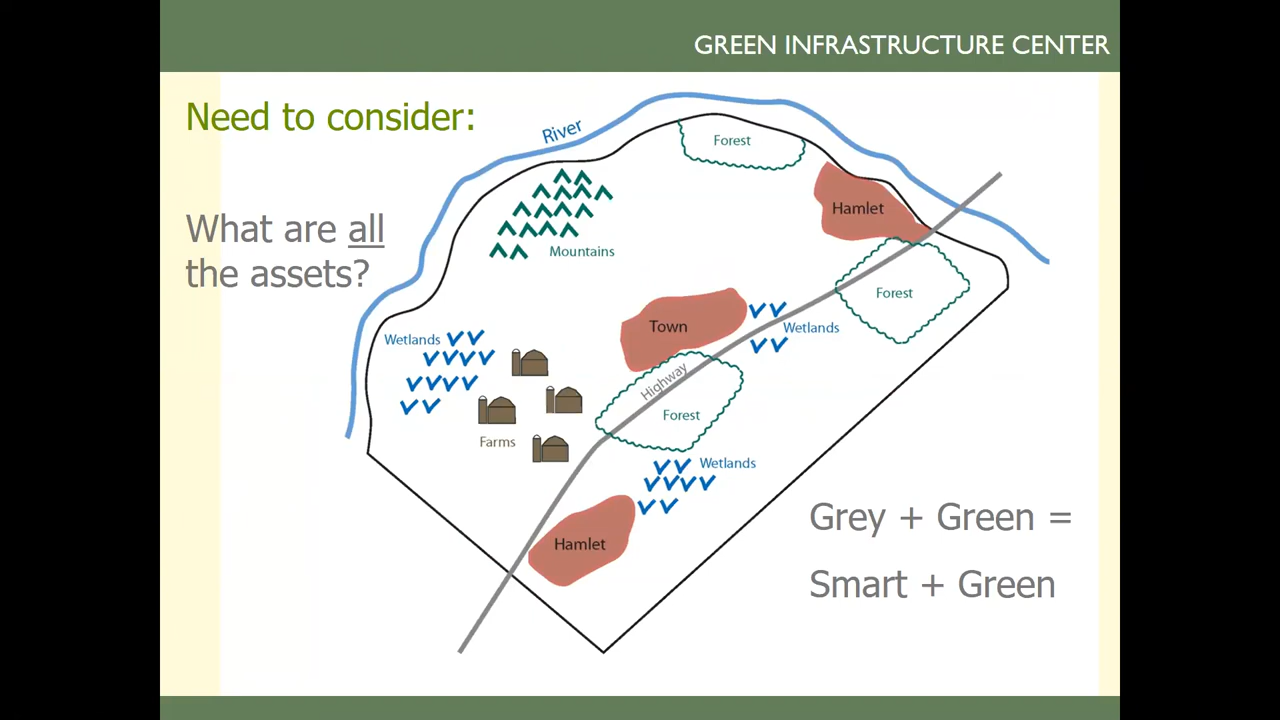 GREEN INFRASTRUCTURE CENTER
Need to consider:
River
Forest
What are all
the assets?
Hamlet
Mountains
Forest
Town
Wetlands
Wetlands
Highway
Forest
Farms
Wetlands
Grey + Green =
Hamlet
Smart + Green